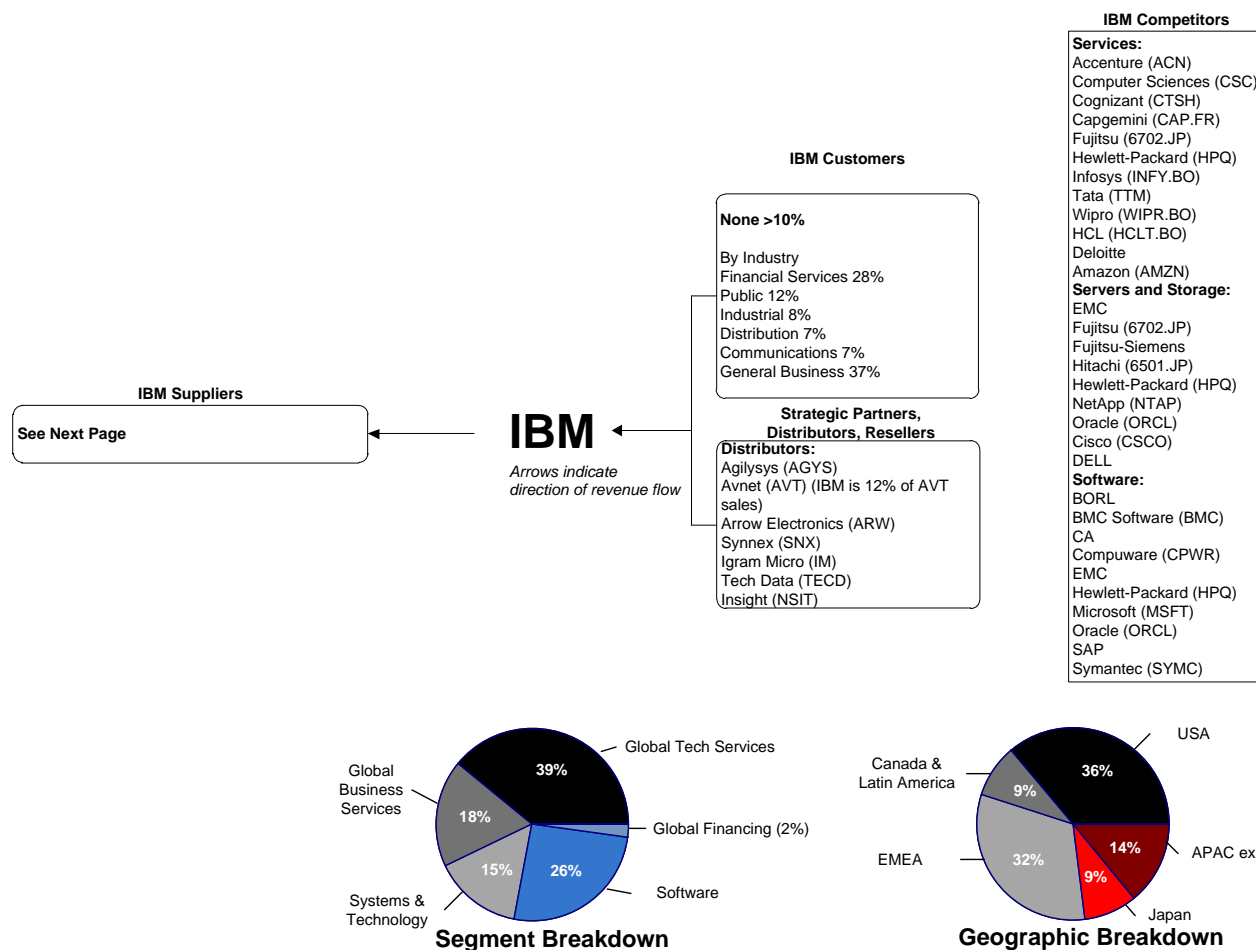 IBM Competitors
Services:
Accenture (ACN)
Computer Sciences (CSC)
Cognizant (CTSH)
Capgemini (CAP.FR)
Fujitsu (6702.JP)
Hewlett-Packard (HPQ)
Infosys (INFY.BO)
Tata (TTM)
Wipro (WIPR.BO)
HCL (HCLT.BO)
Deloitte
Amazon (AMZN)
Servers and Storage:
EMC
Fujitsu (6702.JP)
Fujitsu-Siemens
Hitachi (6501.JP)
Hewlett-Packard (HPQ)
NetApp (NTAP)
Oracle (ORCL)
Cisco (CSCO)
DELL
Software:
BORL
BMC Software (BMC)
CA
Compuware (CPWR)
EMC
Hewlett-Packard (HPQ)
Microsoft (MSFT)
Oracle (ORCL)
SAP
Symantec (SYMC)
IBM Customers
None >10%
By Industry
Financial Services 28%
Public 12%
Industrial 8%
Distribution 7%
Communications 7%
General Business 37%
IBM Suppliers
See Next Page
IBM
Arrows indicate
direction of revenue flow
Strategic Partners,
Distributors, Resellers
Distributors:
Agilysys (AGYS)
Avnet (AVT) (IBM is 12% of AVT
sales)
Arrow Electronics (ARW)
Synnex (SNX)
Igram Micro (IM)
Tech Data (TECD)
Insight (NSIT)
Global Tech Services
39%
Global
Business
Services
18%
Global Financing (2%)
15%
26%
Systems &
Technology
Software
Segment Breakdown
USA
36%
Canada &
Latin America
9%
EMEA
32%
14%
APAC ex
9%
Japan
Geographic Breakdown